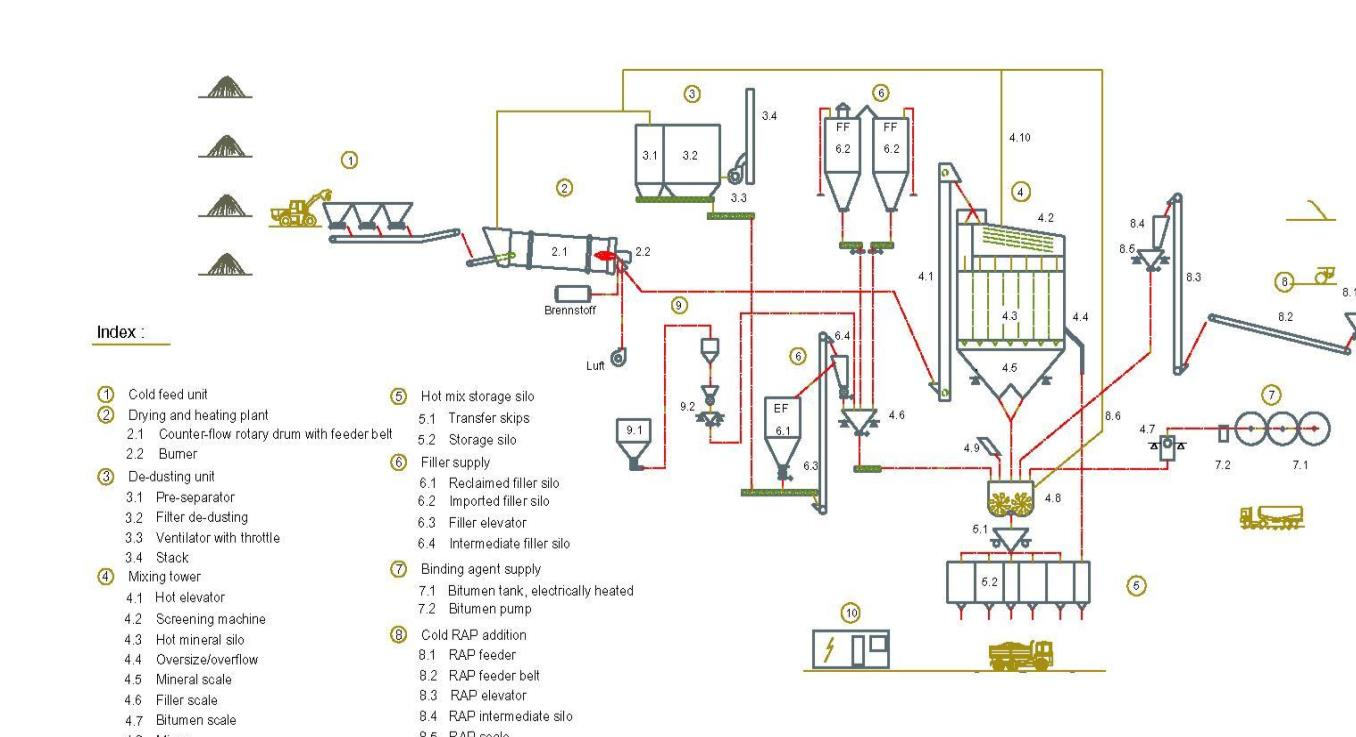 3
6
3.4
FF
FF
3.1
3.2
6.2
6.2
4.10
1
2
3.3
4
4.2
8.4
8.5
2.1
2.2
4.1
8.3
8
8.1
Brennstoff
9
4.3
4.4
8.2
Index :
6.4
6
Luft
4.5
9.2
EF
6.1
4.6
8.6
7
9.1
4.7
4.9
6.3
7.2
7.1
4.8
5.1
5.2
5
10
1 Cold feed unit
2 Drying and heating plant
2.1 Counter-flow rotary drum with feeder belt
2.2 Burner
3 De-dusting unit
3.1 Pre-separator
3.2 Filter de-dusting
3.3 Ventilator with throttle
3.4 Stack
4 Mixing tower
4.1 Hot elevator
4.2 Screening machine
4.3 Hot mineral silo
4.4 Oversize/overflow
4.5 Mineral scale
4.6 Filler scale
4.7 Bitumen scale
5 Hot mix storage silo
5.1 Transfer skips
5.2 Storage silo
6 Filler supply
6.1 Reclaimed filler silo
6.2 Imported filler silo
6.3 Filler elevator
6.4 Intermediate filler silo
7 Binding agent supply
7.1 Bitumen tank, electrically heated
7.2 Bitumen pump
8 Cold RAP addition
8.1 RAP feeder
8.2 RAP feeder belt
8.3 RAP elevator
8.4 RAP intermediate silo
8.5 RAP scale